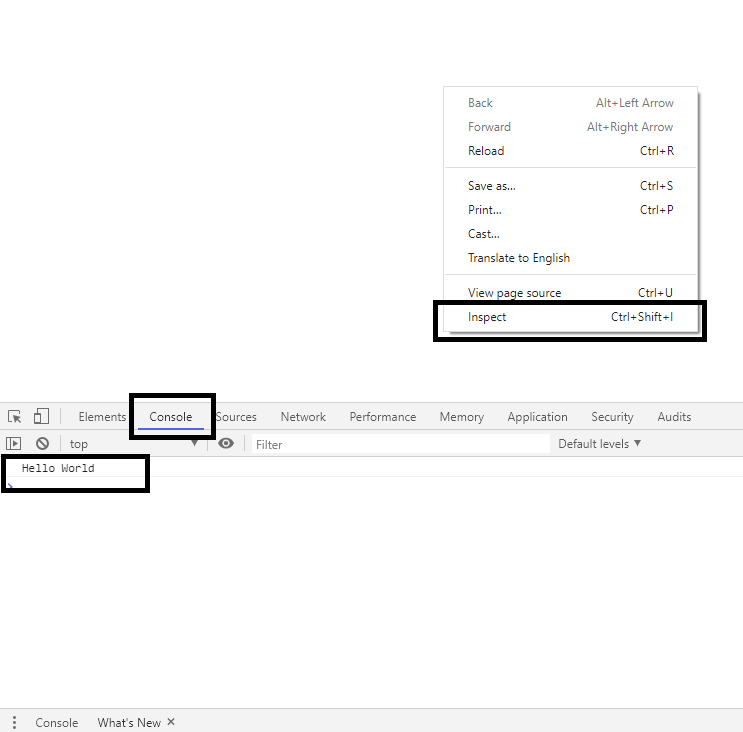 Back Alt+Left Arrow
Forward Alt+Right Arrow
Reload Ctrl+R
Save as... Ctrl+S
Print... Ctrl+P
Cast...
Translate to English
View page source Ctrl+U
Inspect Ctrl+Shift+I
Elements Console Sources Network Performance Memory Application Security Audits
top Filter Default levels
Hello World
Console What's New